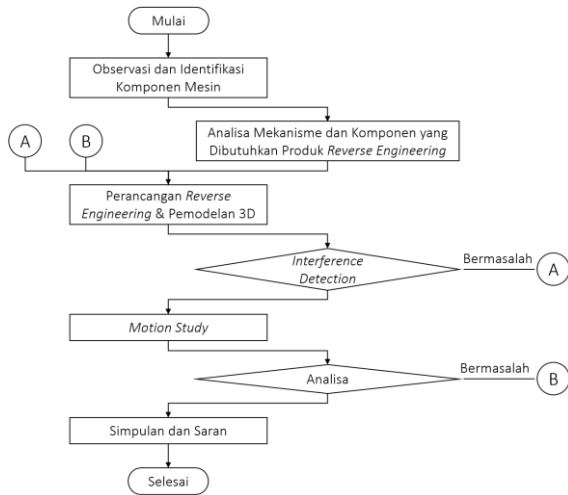 Mulai
Observasi dan Identifikasi
Komponen Mesin
A
B
Analisa Mekanisme dan Komponen yang
Dibutuhkan Produk Reverse Engineering
Perancangan Reverse
Engineering & Pemodelan 3D
Interference
Detection
Bermasalah
A
Motion Study
Analisa
Bermasalah
B
Simpulan dan Saran
Selesai